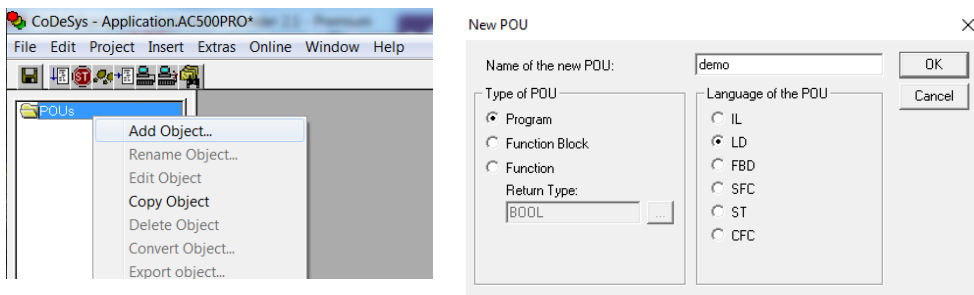 CoDeSys - Application.AC500PRO*
File Edit Project Insert Extras Online Window Help
POUs
Add Object...
Rename Object...
Edit Object
Copy Object
Delete Object
Convert Object...
Export object...
New POU
Name of the new POU:
demo
OK
Cancel
Type of POU
Program
Function Block
Function
Return Type:
BOOL
...
Language of the POU
IL
LD
FBD
SFC
ST
CFC